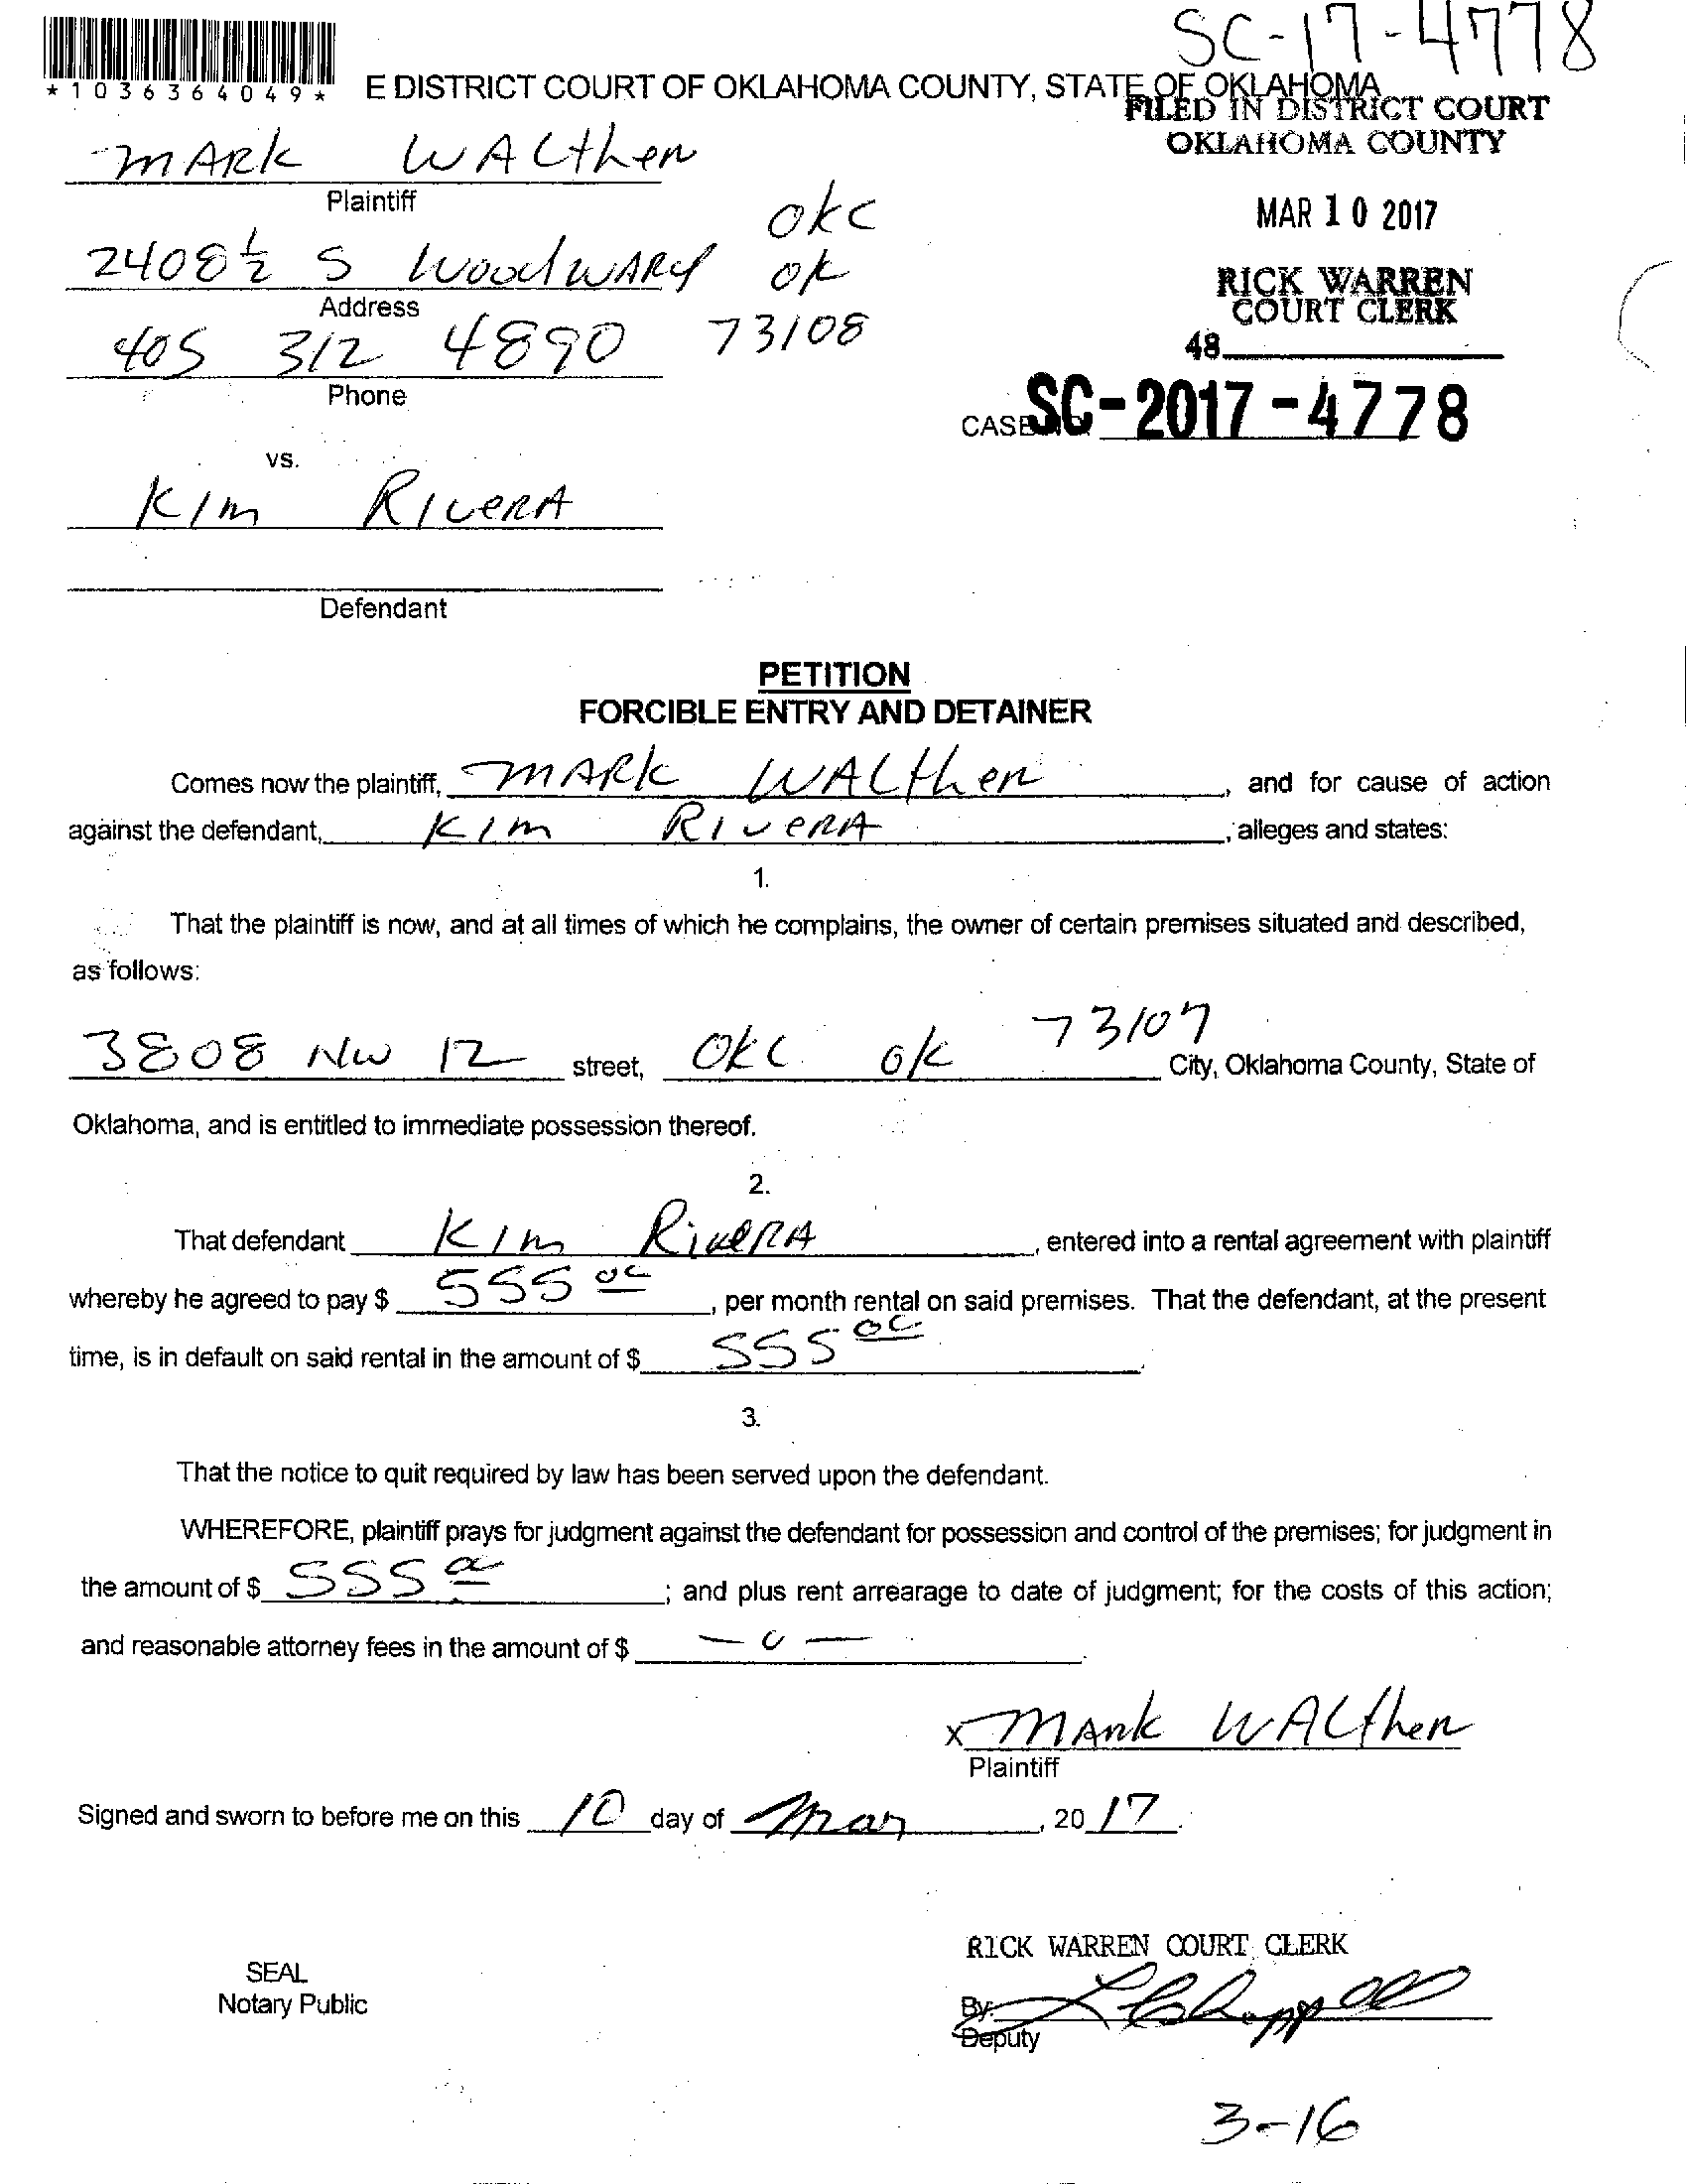 SC-17-4778
*1036364049*
E DISTRICT COURT OF OKLAHOMA COUNTY, STATE OF OKLAHOMA
FILED IN DISTRICT COURT
OKLAHOMA COUNTY
MARK WALther
Plaintiff
MAR 10 2017
2408 ½ S WoodWARd OKC OK
Address
RICK WARREN
COURT CLERK
405 312 4890 73108
Phone
48
CASE SC-2017-4778
vs.
KIM RIVERA
Defendant
PETITION
FORCIBLE ENTRY AND DETAINER
Comes now the plaintiff, MARK WALther, and for cause of action
against the defendant, KIM RIVERA, alleges and states:
1.
That the plaintiff is now, and at all times of which he complains, the owner of certain premises situated and described,
as follows:
3808 NW 12 street, OKC OK 73107 City, Oklahoma County, State of
Oklahoma, and is entitled to immediate possession thereof.
2.
That defendant KIM RiveRA, entered into a rental agreement with plaintiff
whereby he agreed to pay $ 555 00, per month rental on said premises. That the defendant, at the present
time, is in default on said rental in the amount of $ 555 00.
3.
That the notice to quit required by law has been served upon the defendant.
WHEREFORE, plaintiff prays for judgment against the defendant for possession and control of the premises; for judgment in
the amount of $ 555 00; and plus rent arrearage to date of judgment; for the costs of this action;
and reasonable attorney fees in the amount of $ -0-.
X MARK WALther
Plaintiff
Signed and sworn to before me on this 10 day of Mar, 20 17.
RICK WARREN COURT CLERK
SEAL
Notary Public
By:
Deputy
3-16